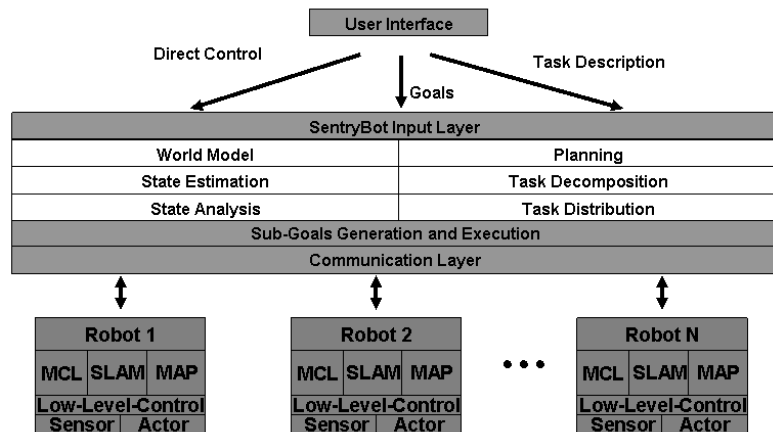 User Interface
Direct Control
Task Description
Goals
SentryBot Input Layer
World Model Planning
State Estimation Task Decomposition
State Analysis Task Distribution
Sub-Goals Generation and Execution
Communication Layer
Robot 1 Robot 2 Robot N
MCL SLAM MAP MCL SLAM MAP MCL SLAM MAP
Low-Level-Control Low-Level-Control Low-Level-Control
Sensor Actor Sensor Actor Sensor Actor